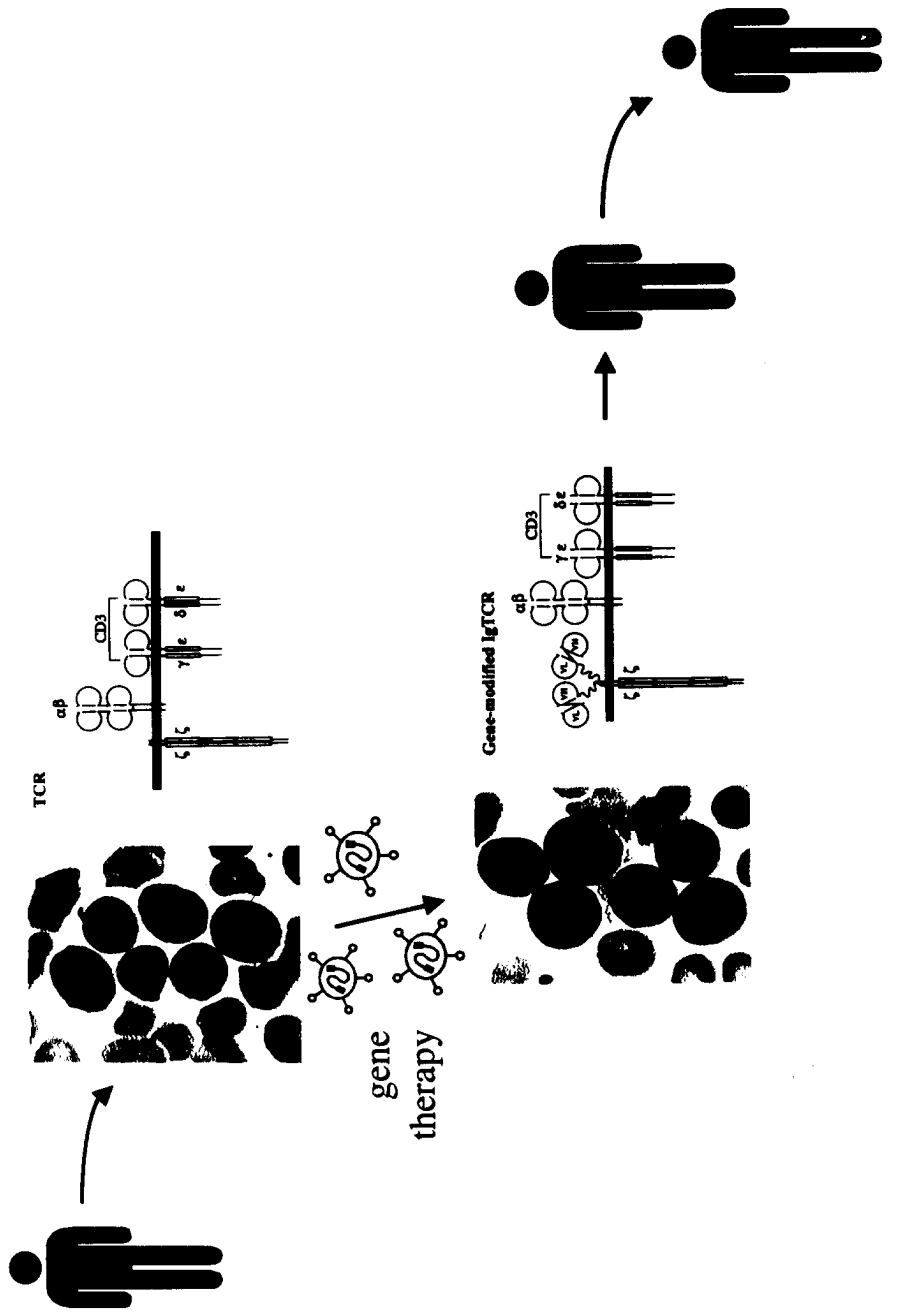 TCR
αβ
CD3
γ ε
δ ε
ζ ζ
gene
therapy
Gene-modified IgTCR
αβ
CD3
γ ε
δ ε
VL
VH
VL
VH
ζ ζ